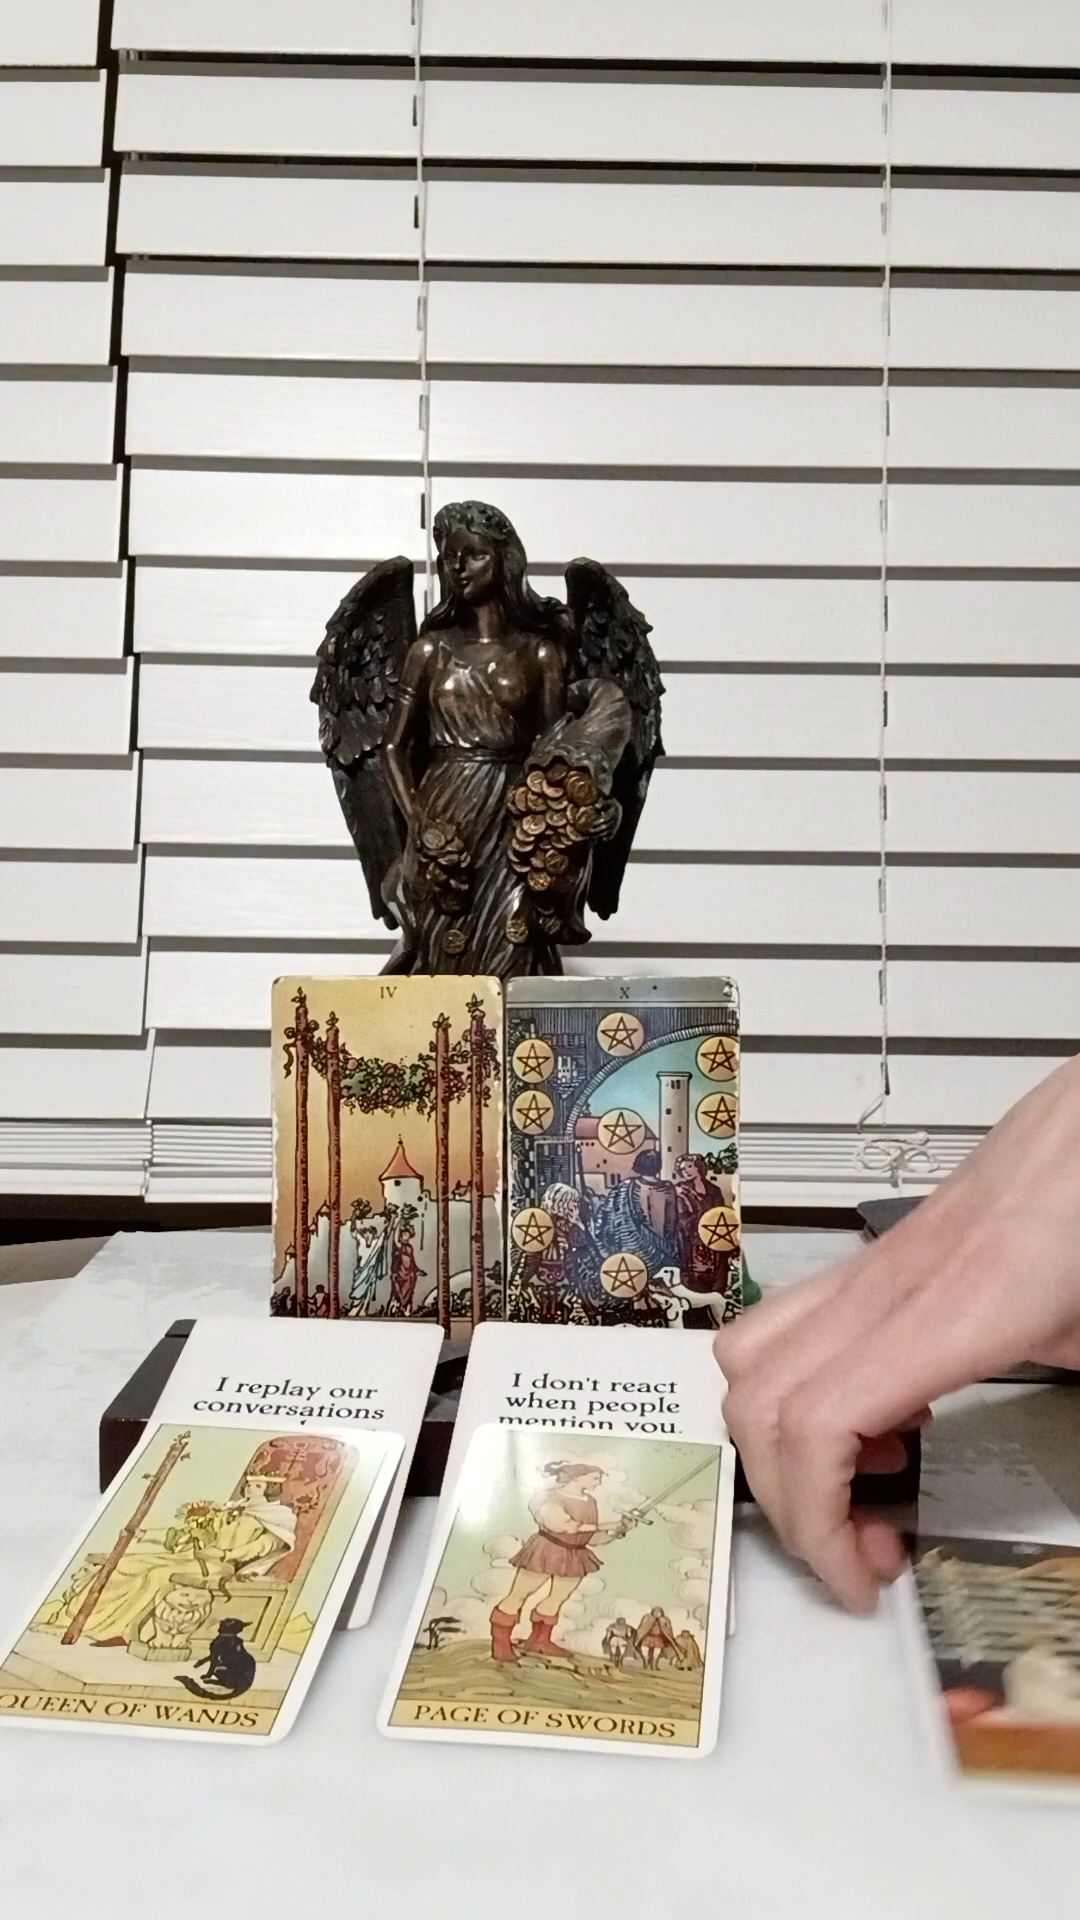 IV
X
I replay our
conversations
I don't react
when people
mention you.
QUEEN OF WANDS
PAGE OF SWORDS